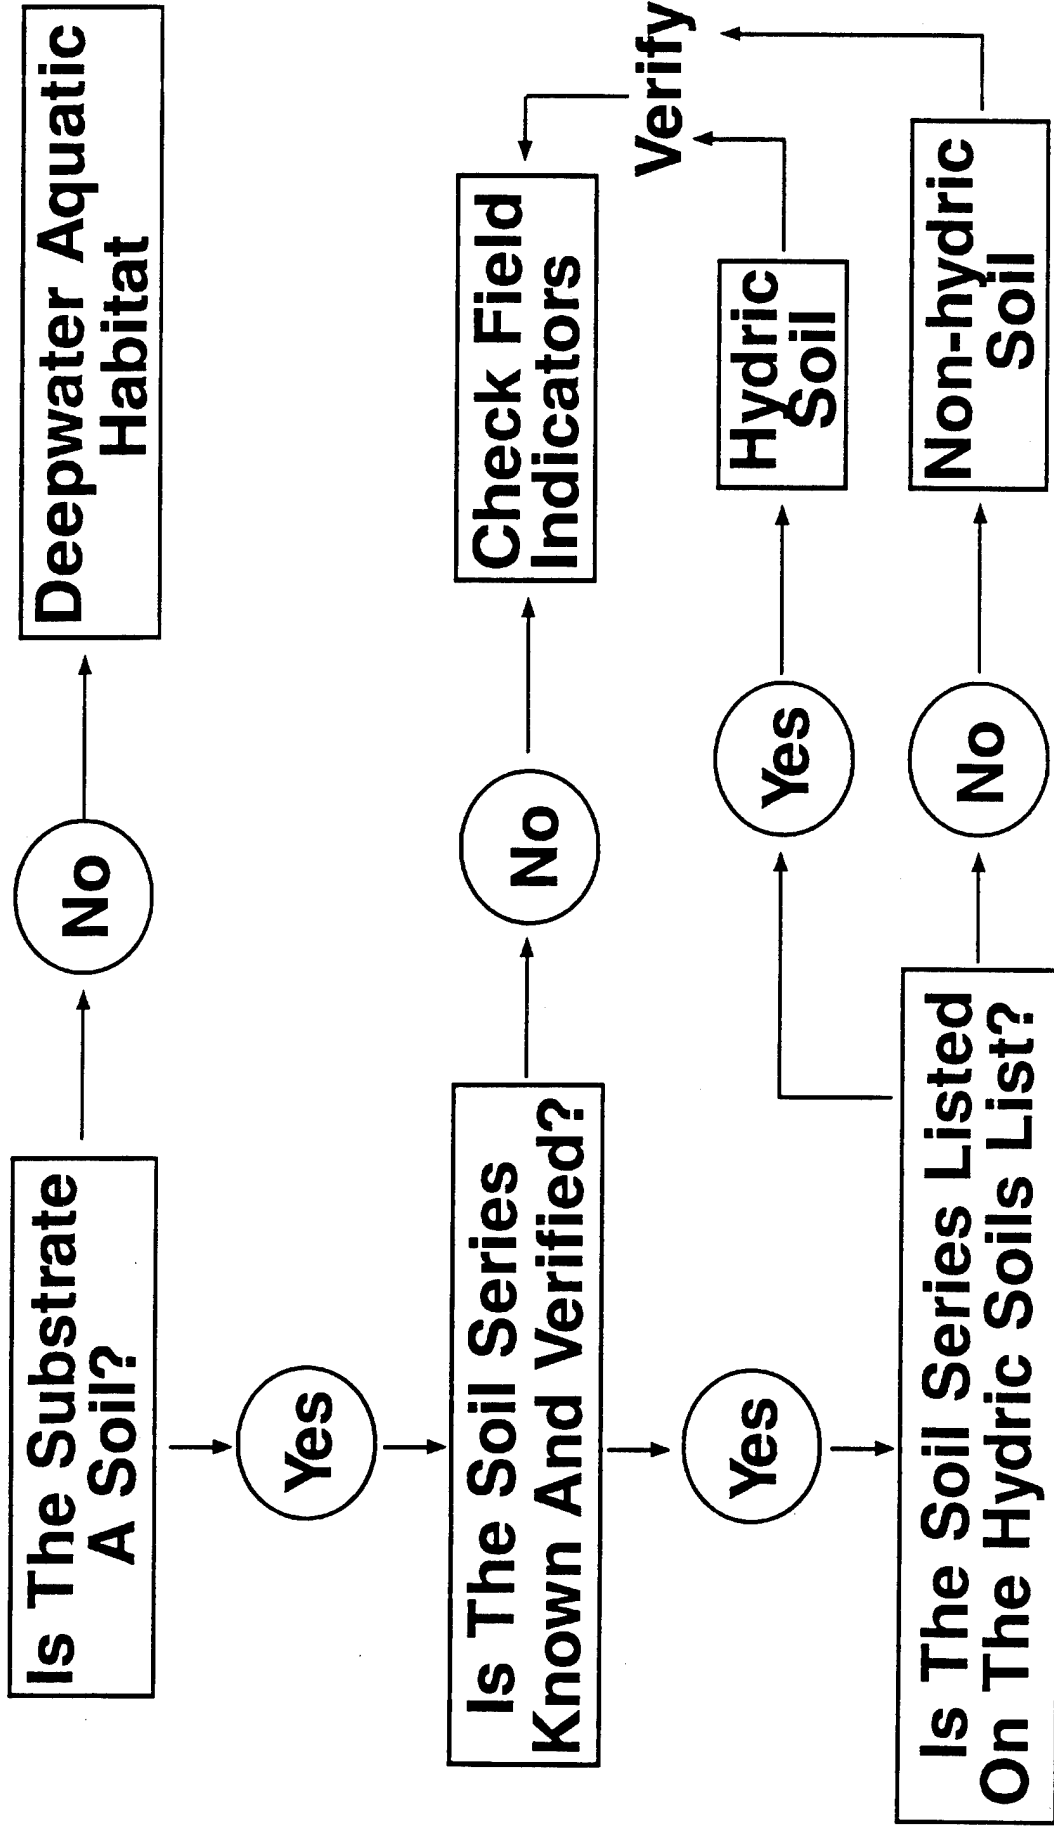 Is The Substrate
A Soil?
No
Deepwater Aquatic
Habitat
Yes
Is The Soil Series
Known And Verified?
No
Check Field
Indicators
Verify
Yes
Is The Soil Series Listed
On The Hydric Soils List?
Yes
Hydric
Soil
No
Non-hydric
Soil